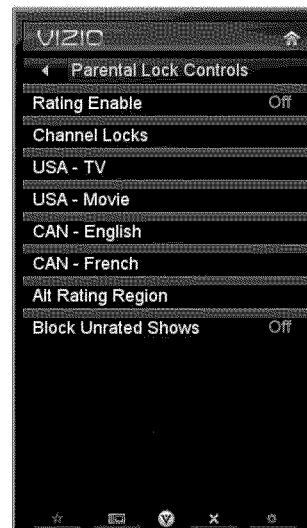 VIZIO
Parental Lock Controls
Rating Enable Off
Channel Locks
USA - TV
USA - Movie
CAN - English
CAN - French
Alt Rating Region
Block Unrated Shows Off